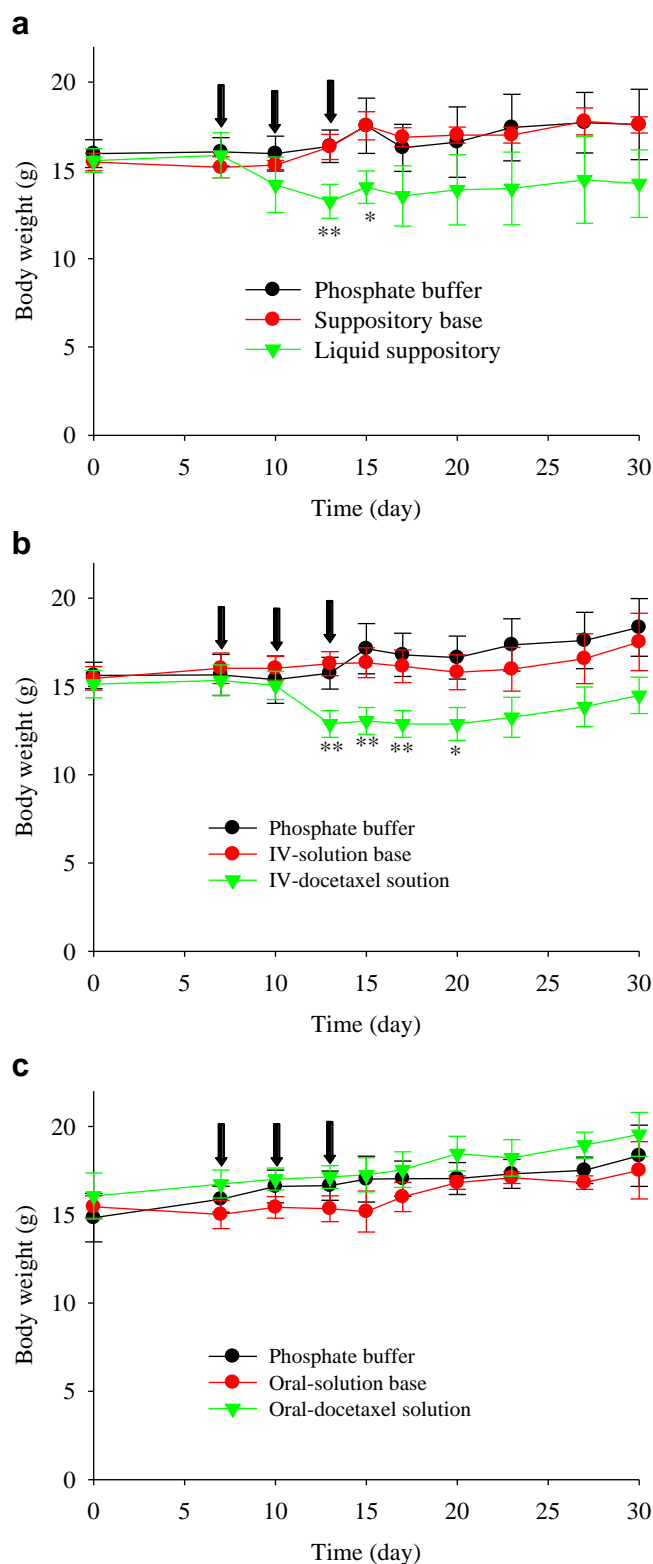 a
20
15
10
5
0
Body weight (g)
** *
Phosphate buffer
Suppository base
Liquid suppository
0 5 10 15 20 25 30
Time (day)
b
20
15
10
5
0
Body weight (g)
** ** ** *
Phosphate buffer
IV-solution base
IV-docetaxel soution
0 5 10 15 20 25 30
Time (day)
c
20
15
10
5
0
Body weight (g)
Phosphate buffer
Oral-solution base
Oral-docetaxel solution
0 5 10 15 20 25 30
Time (day)